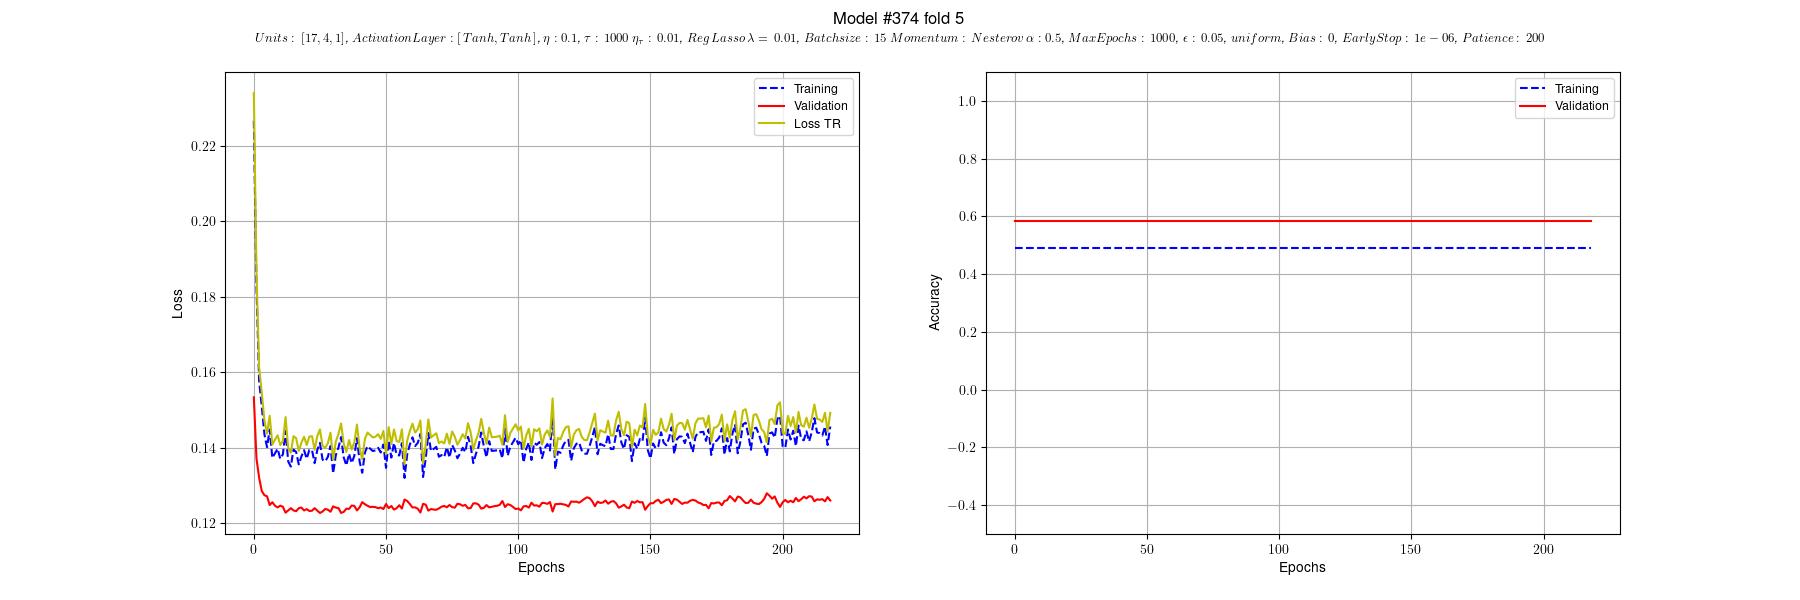 Model #374 fold 5
Units : [17, 4, 1], ActivationLayer : [Tanh, Tanh], η : 0.1, τ : 1000 ητ : 0.01, Reg Lasso λ = 0.01, Batchsize : 15 Momentum : Nesterov α : 0.5, MaxEpochs : 1000, ϵ : 0.05, uniform, Bias : 0, EarlyStop : 1e − 06, Patience : 200
Training
Validation
Loss TR
0.22
0.20
0.18
0.16
0.14
0.12
Loss
0
50
100
150
200
Epochs
Training
Validation
1.0
0.8
0.6
0.4
0.2
0.0
−0.2
−0.4
Accuracy
0
50
100
150
200
Epochs